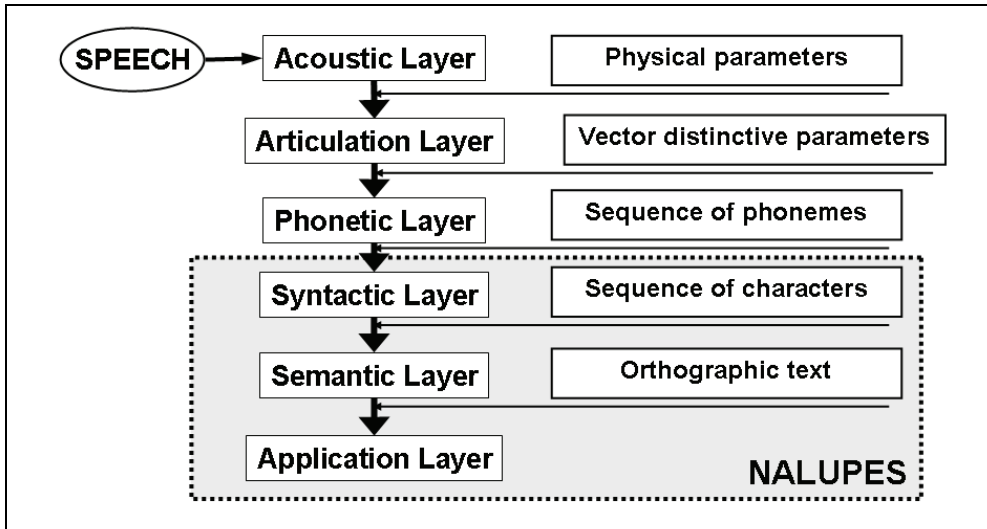 SPEECH
Acoustic Layer
Physical parameters
Articulation Layer
Vector distinctive parameters
Phonetic Layer
Sequence of phonemes
Syntactic Layer
Sequence of characters
Semantic Layer
Orthographic text
Application Layer
NALUPES